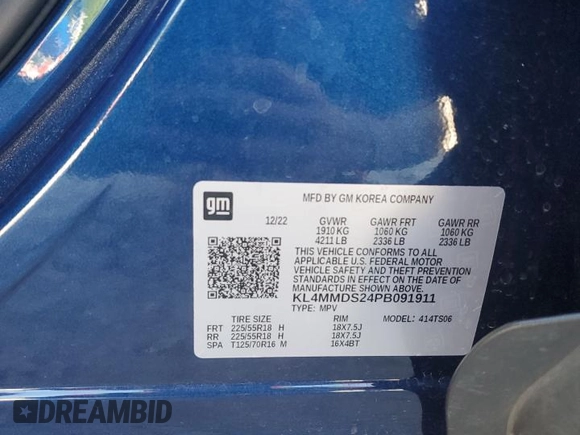 MFD BY GM KOREA COMPANY
gm
12/22 GVWR GAWR FRT GAWR RR
1910 KG 1060 KG 1060 KG
4211 LB 2336 LB 2336 LB
THIS VEHICLE CONFORMS TO ALL
APPLICABLE U.S. FEDERAL MOTOR
VEHICLE SAFETY AND THEFT PREVENTION
STANDARDS IN EFFECT ON THE DATE OF
MANUFACTURE SHOWN ABOVE.
KL4MMDS24PB091911
TYPE: MPV
TIRE SIZE RIM MODEL: 414TS06
FRT 225/55R18 H 18X7.5J
RR 225/55R18 H 18X7.5J
SPA T125/70R16 M 16X4BT
DREAMBID